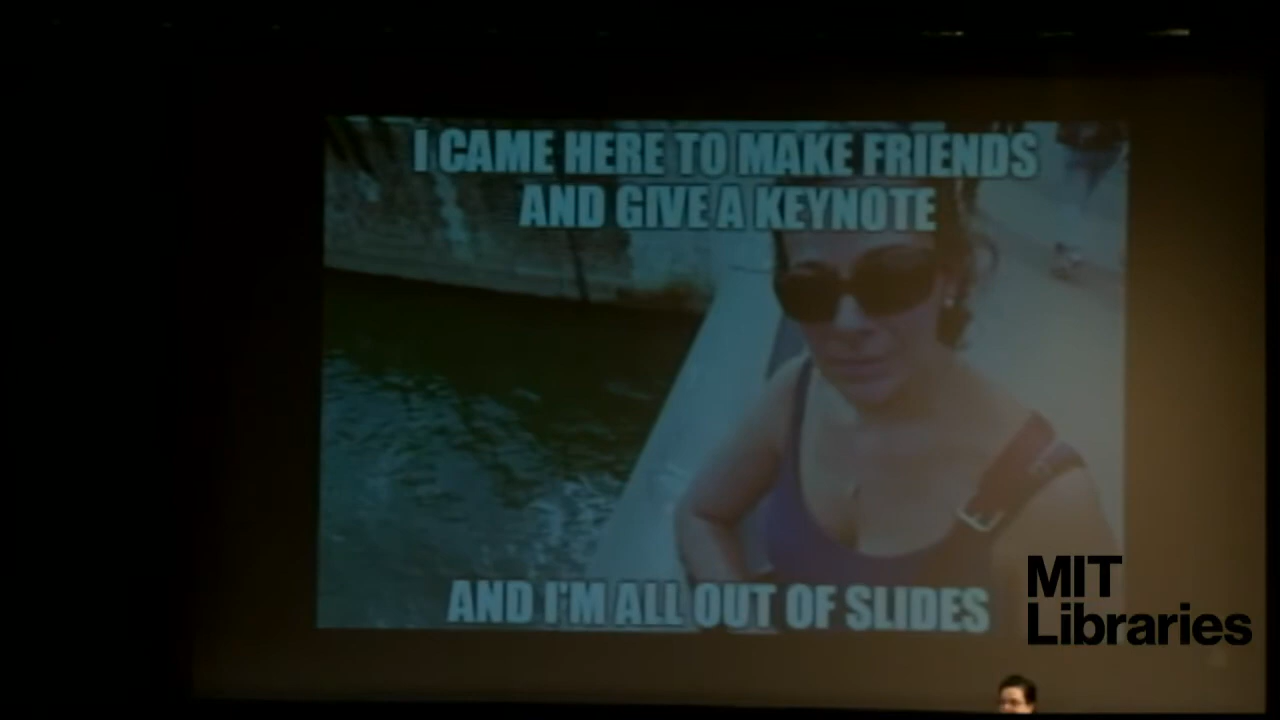 I CAME HERE TO MAKE FRIENDS
AND GIVE A KEYNOTE
AND I'M ALL OUT OF SLIDES
MIT
Libraries